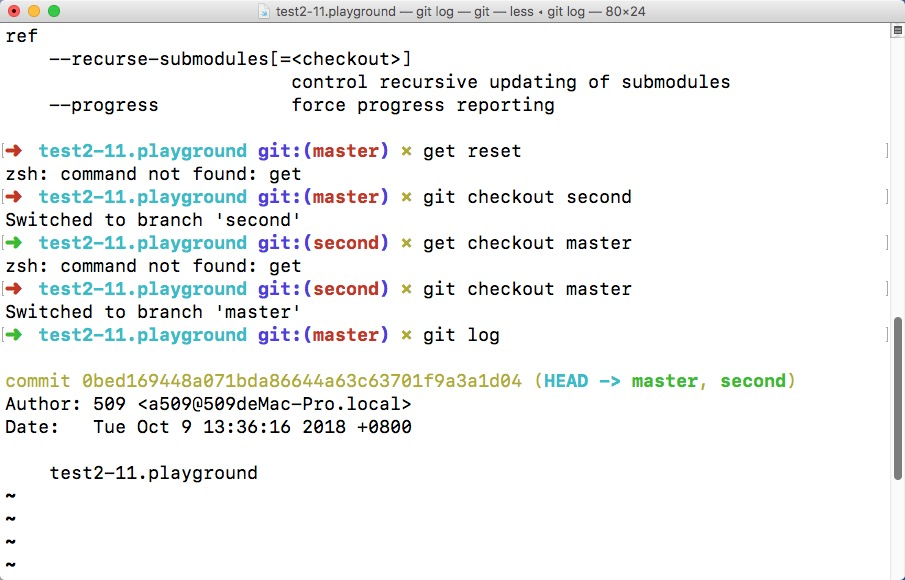 test2-11.playground — git log — git — less ◂ git log — 80×24
ref
    --recurse-submodules[=<checkout>]
                          control recursive updating of submodules
    --progress            force progress reporting
[➜  test2-11.playground git:(master) ✗ get reset ]
zsh: command not found: get
[➜  test2-11.playground git:(master) ✗ git checkout second ]
Switched to branch 'second'
[➜  test2-11.playground git:(second) ✗ get checkout master ]
zsh: command not found: get
[➜  test2-11.playground git:(second) ✗ git checkout master ]
Switched to branch 'master'
[➜  test2-11.playground git:(master) ✗ git log ]
commit 0bed169448a071bda86644a63c63701f9a3a1d04 (HEAD -> master, second)
Author: 509 <a509@509deMac-Pro.local>
Date:   Tue Oct 9 13:36:16 2018 +0800
    test2-11.playground
~
~
~
~